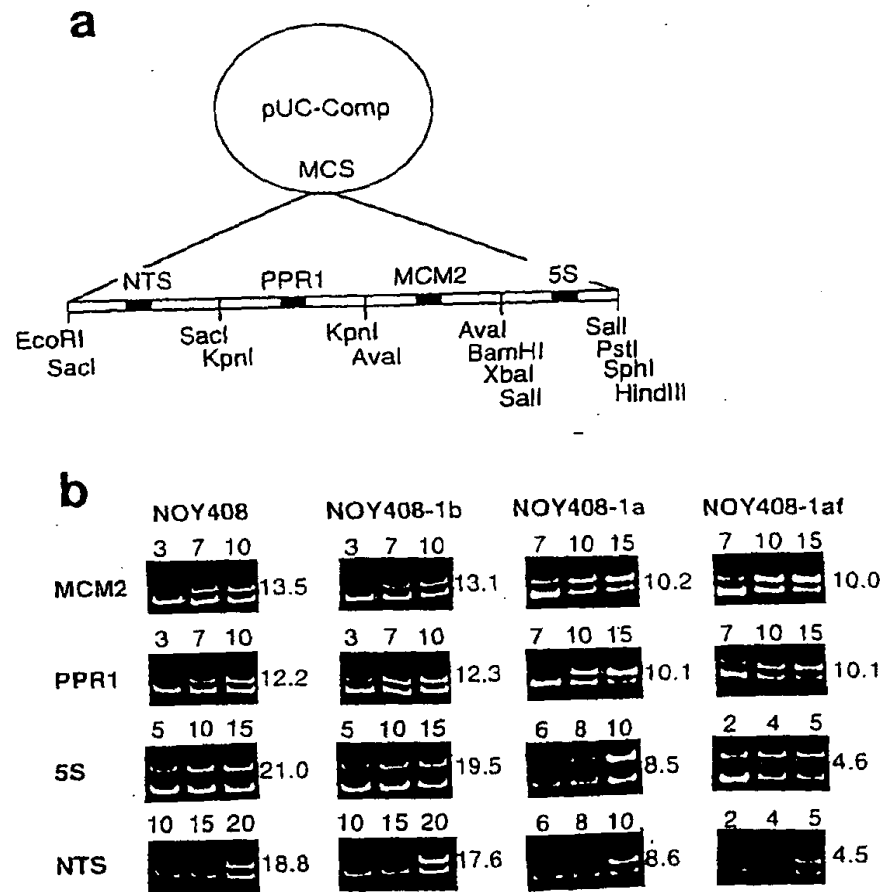 a
pUC-Comp
MCS
NTS PPR1 MCM2 5S
EcoRI SacI KpnI AvaI SalI
SacI KpnI AvaI BamHI PstI
XbaI SphI
SalI HindIII
b
NOY408 NOY408-1b NOY408-1a NOY408-1af
3 7 10 3 7 10 7 10 15 7 10 15
MCM2 13.5 13.1 10.2 10.0
3 7 10 3 7 10 7 10 15 7 10 15
PPR1 12.2 12.3 10.1 10.1
5 10 15 5 10 15 6 8 10 2 4 5
5S 21.0 19.5 8.5 4.6
10 15 20 10 15 20 6 8 10 2 4 5
NTS 18.8 17.6 8.6 4.5